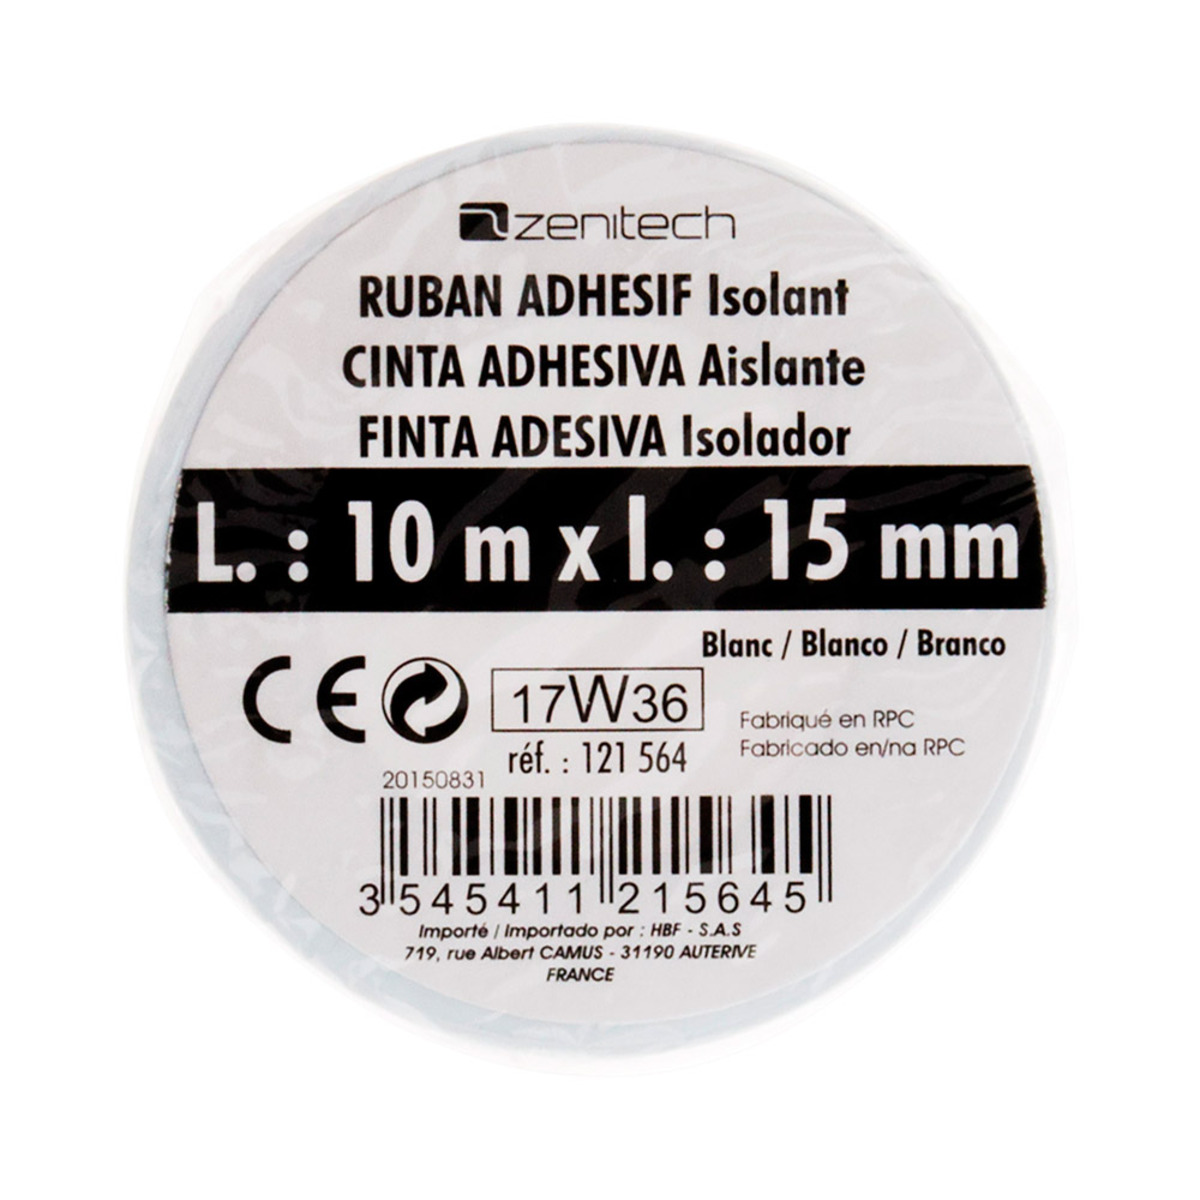 zenitech
RUBAN ADHESIF Isolant
CINTA ADHESIVA Aislante
FINTA ADESIVA Isolador
L. : 10 m x l. : 15 mm
Blanc / Blanco / Branco
CE
17W36
réf. : 121 564
Fabriqué en RPC
Fabricado en/na RPC
20150831
3 545411 215645
Importé / Importado por : HBF - S.A.S
719, rue Albert CAMUS - 31190 AUTERIVE
FRANCE